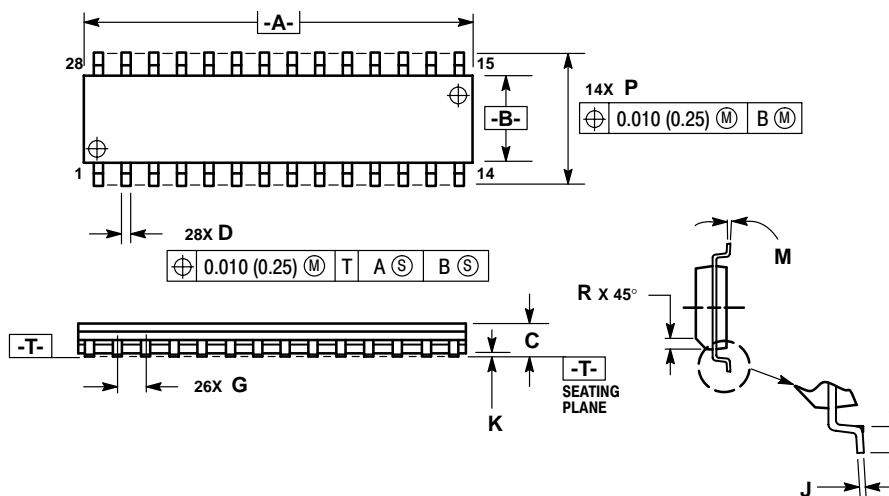 -A-
28
15
14X P
⌖ 0.010 (0.25) Ⓜ B Ⓜ
-B-
1
14
28X D
⌖ 0.010 (0.25) Ⓜ T A Ⓢ B Ⓢ
M
R X 45°
C
-T-
-T-
SEATING
PLANE
26X G
K
J